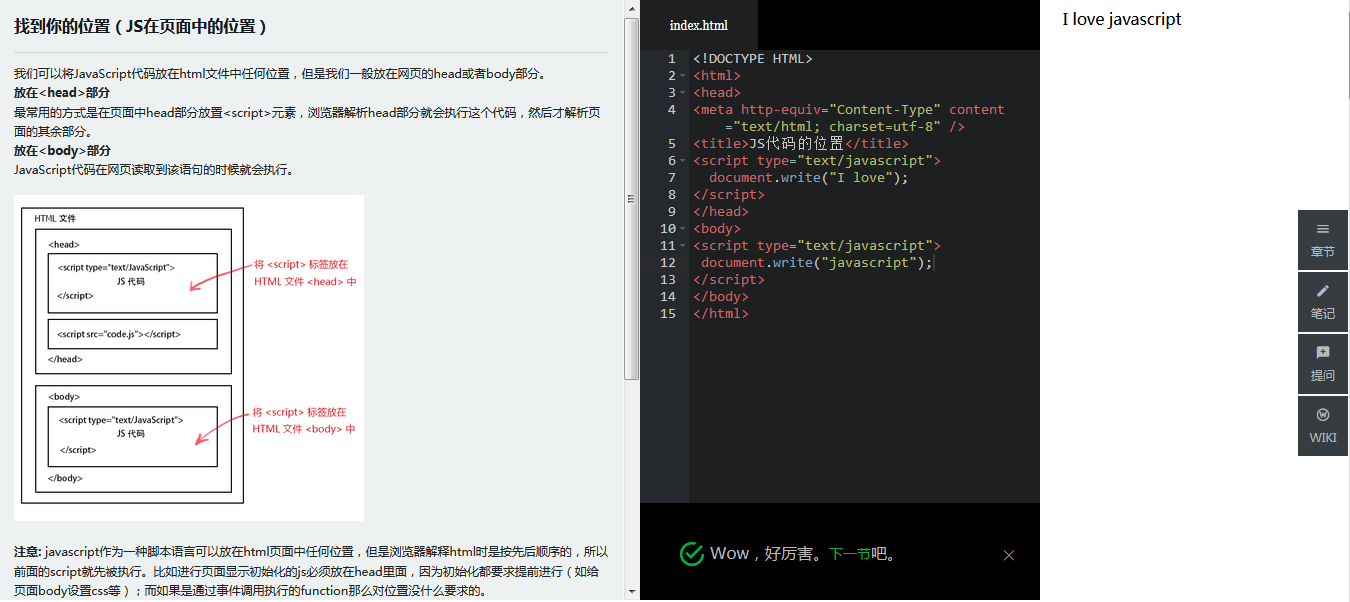 找到你的位置（JS在页面中的位置）
我们可以将JavaScript代码放在html文件中任何位置，但是我们一般放在网页的head或者body部分。
放在<head>部分
最常用的方式是在页面中head部分放置<script>元素，浏览器解析head部分就会执行这个代码，然后才解析页
面的其余部分。
放在<body>部分
JavaScript代码在网页读取到该语句的时候就会执行。
HTML 文件
<head>
<script type="text/JavaScript">
JS 代码
</script>
将 <script> 标签放在
HTML 文件 <head> 中
<script src="code.js"></script>
</head>
<body>
<script type="text/JavaScript">
JS 代码
</script>
将 <script> 标签放在
HTML 文件 <body> 中
</body>
注意: javascript作为一种脚本语言可以放在html页面中任何位置，但是浏览器解释html时是按先后顺序的，所以
前面的script就先被执行。比如进行页面显示初始化的js必须放在head里面，因为初始化都要求提前进行（如给
页面body设置css等）；而如果是通过事件调用执行的function那么对位置没什么要求的。
index.html
1 <!DOCTYPE HTML>
2 <html>
3 <head>
4 <meta http-equiv="Content-Type" content
="text/html; charset=utf-8" />
5 <title>JS代码的位置</title>
6 <script type="text/javascript">
7 document.write("I love");
8 </script>
9 </head>
10 <body>
11 <script type="text/javascript">
12 document.write("javascript");
13 </script>
14 </body>
15 </html>
Wow，好厉害。下一节吧。
I love javascript
章节
笔记
提问
WIKI